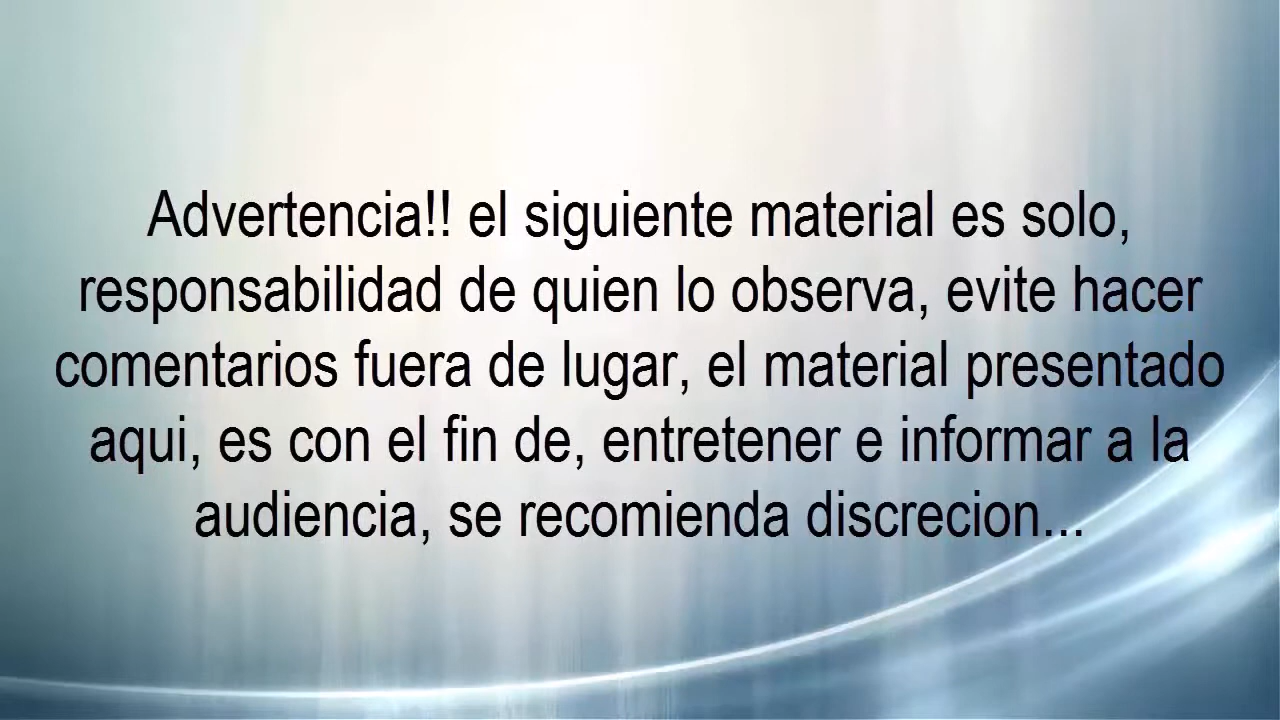 Advertencia!! el siguiente material es solo,
responsabilidad de quien lo observa, evite hacer
comentarios fuera de lugar, el material presentado
aqui, es con el fin de, entretener e informar a la
audiencia, se recomienda discrecion...